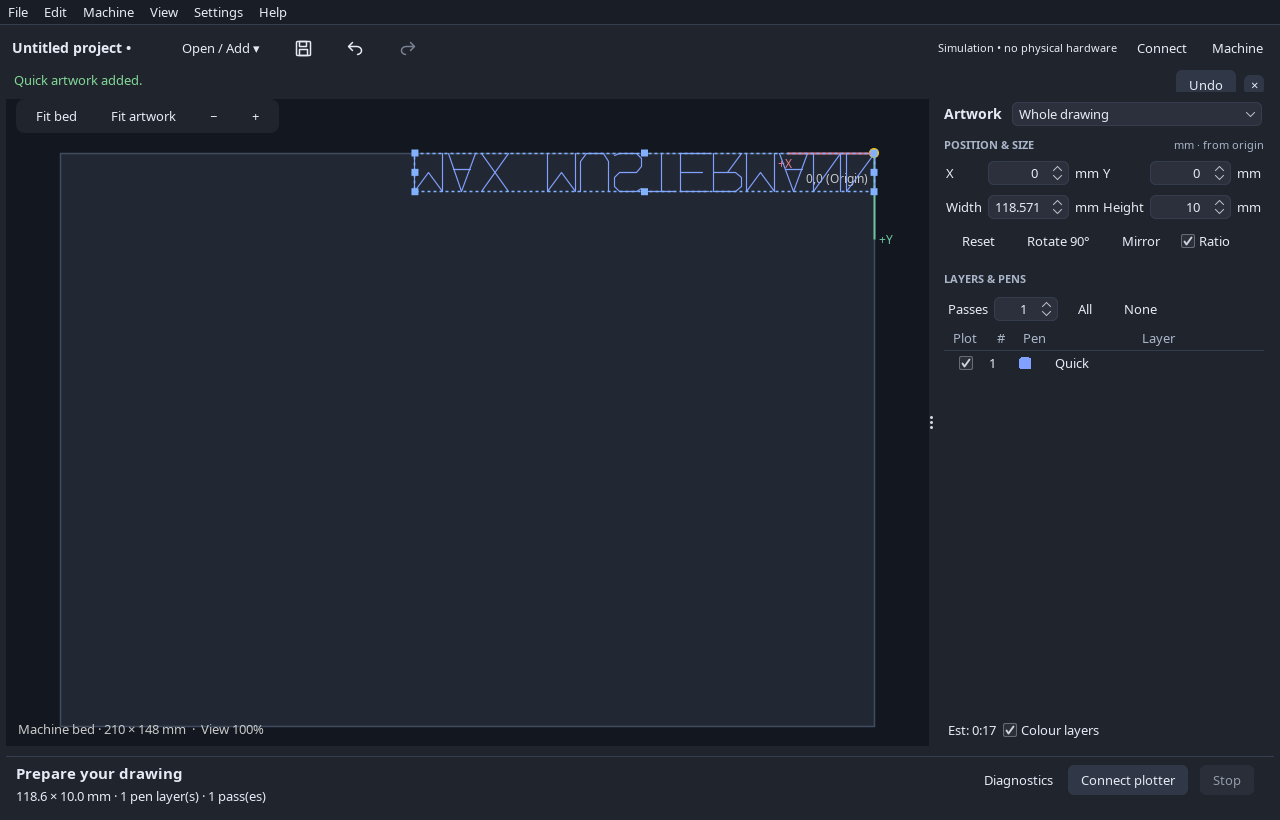 File Edit Machine View Settings Help
Untitled project • Open / Add ▾ Simulation • no physical hardware Connect Machine
Quick artwork added. Undo ×
Fit bed Fit artwork − +
+X
0,0 (Origin)
+Y
Machine bed · 210 × 148 mm · View 100%
Artwork Whole drawing
POSITION & SIZE mm · from origin
X 0 mm Y 0 mm
Width 118.571 mm Height 10 mm
Reset Rotate 90° Mirror Ratio
LAYERS & PENS
Passes 1 All None
Plot # Pen Layer
1 Quick
Est: 0:17 Colour layers
Prepare your drawing
118.6 × 10.0 mm · 1 pen layer(s) · 1 pass(es)
Diagnostics Connect plotter Stop